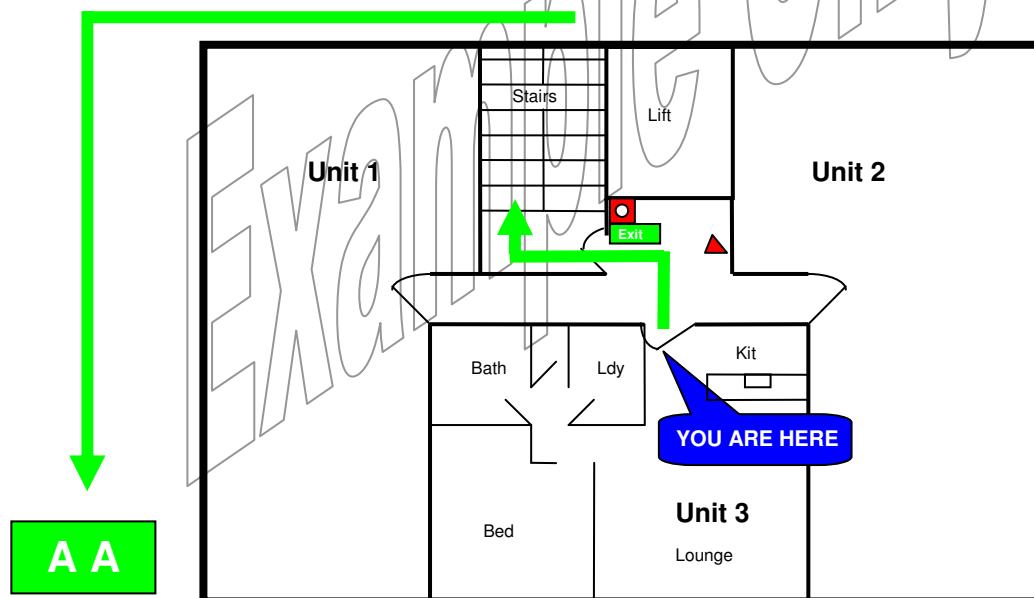 Example Only
Stairs
Lift
Unit 1
Unit 2
Exit
Bath
Ldy
Kit
YOU ARE HERE
Unit 3
Bed
Lounge
A A